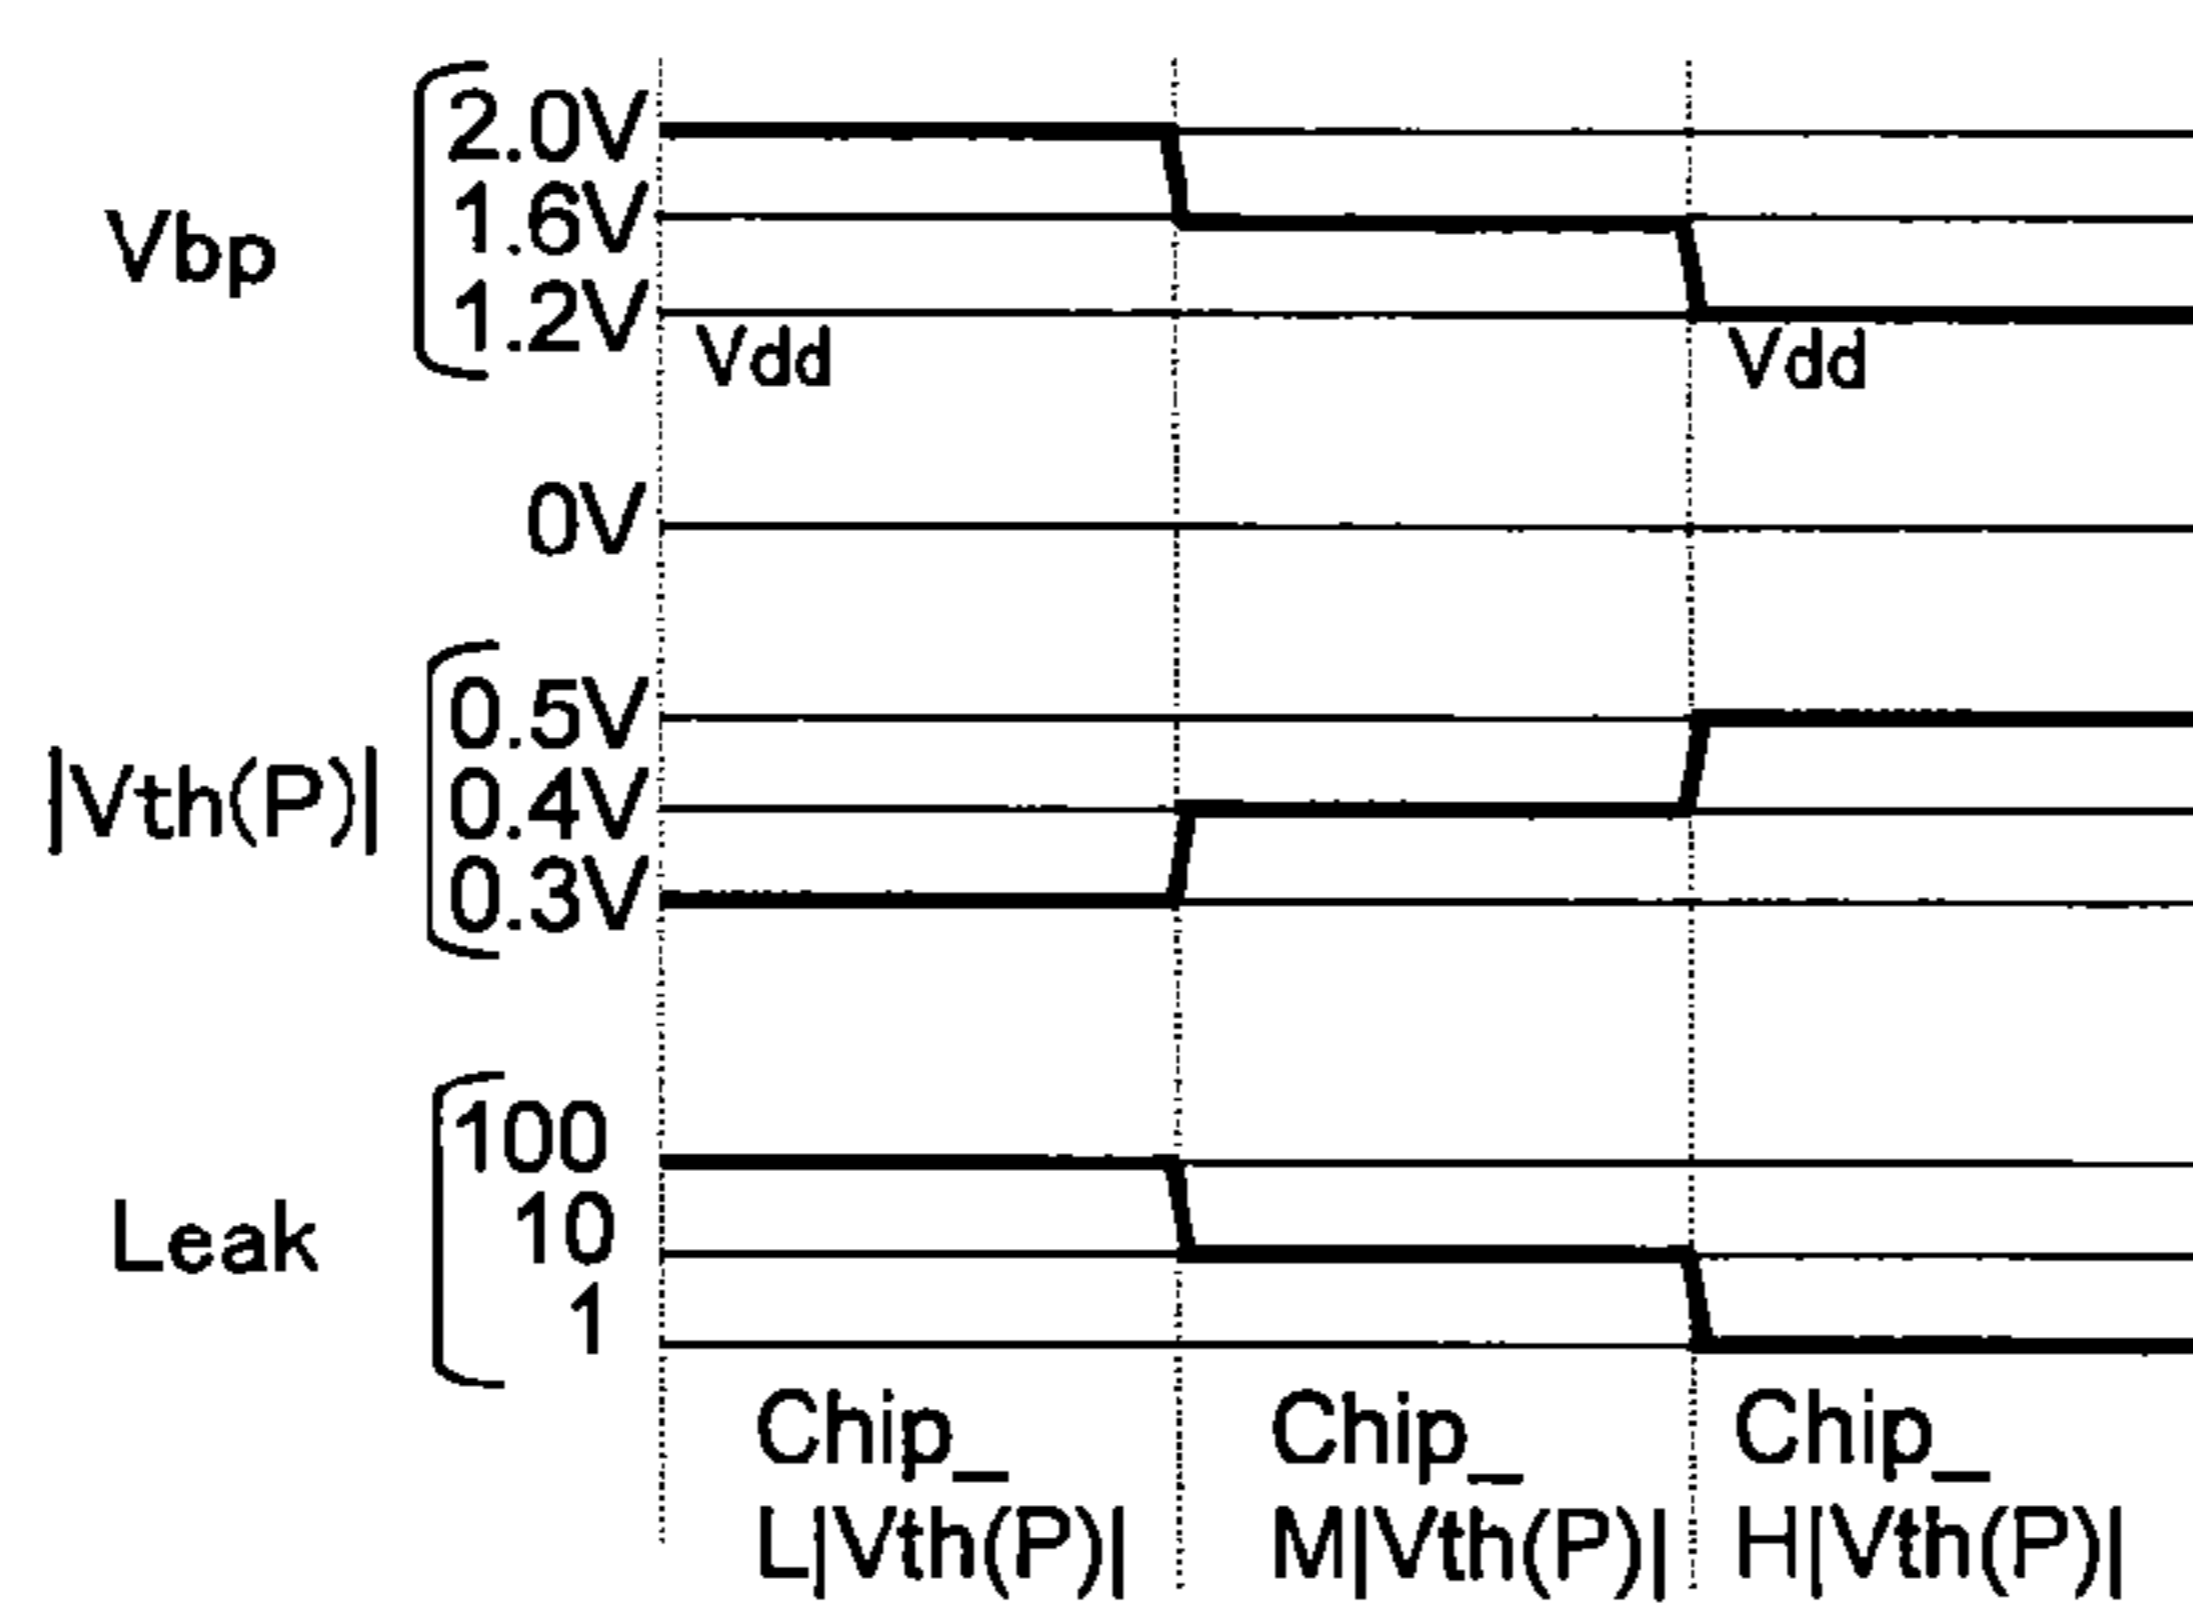 2.0V
1.6V
Vbp
1.2V
Vdd
Vdd
0V
0.5V
|Vth(P)|
0.4V
0.3V
100
10
Leak
1
Chip_
L|Vth(P)|
Chip_
M|Vth(P)|
Chip_
H|Vth(P)|